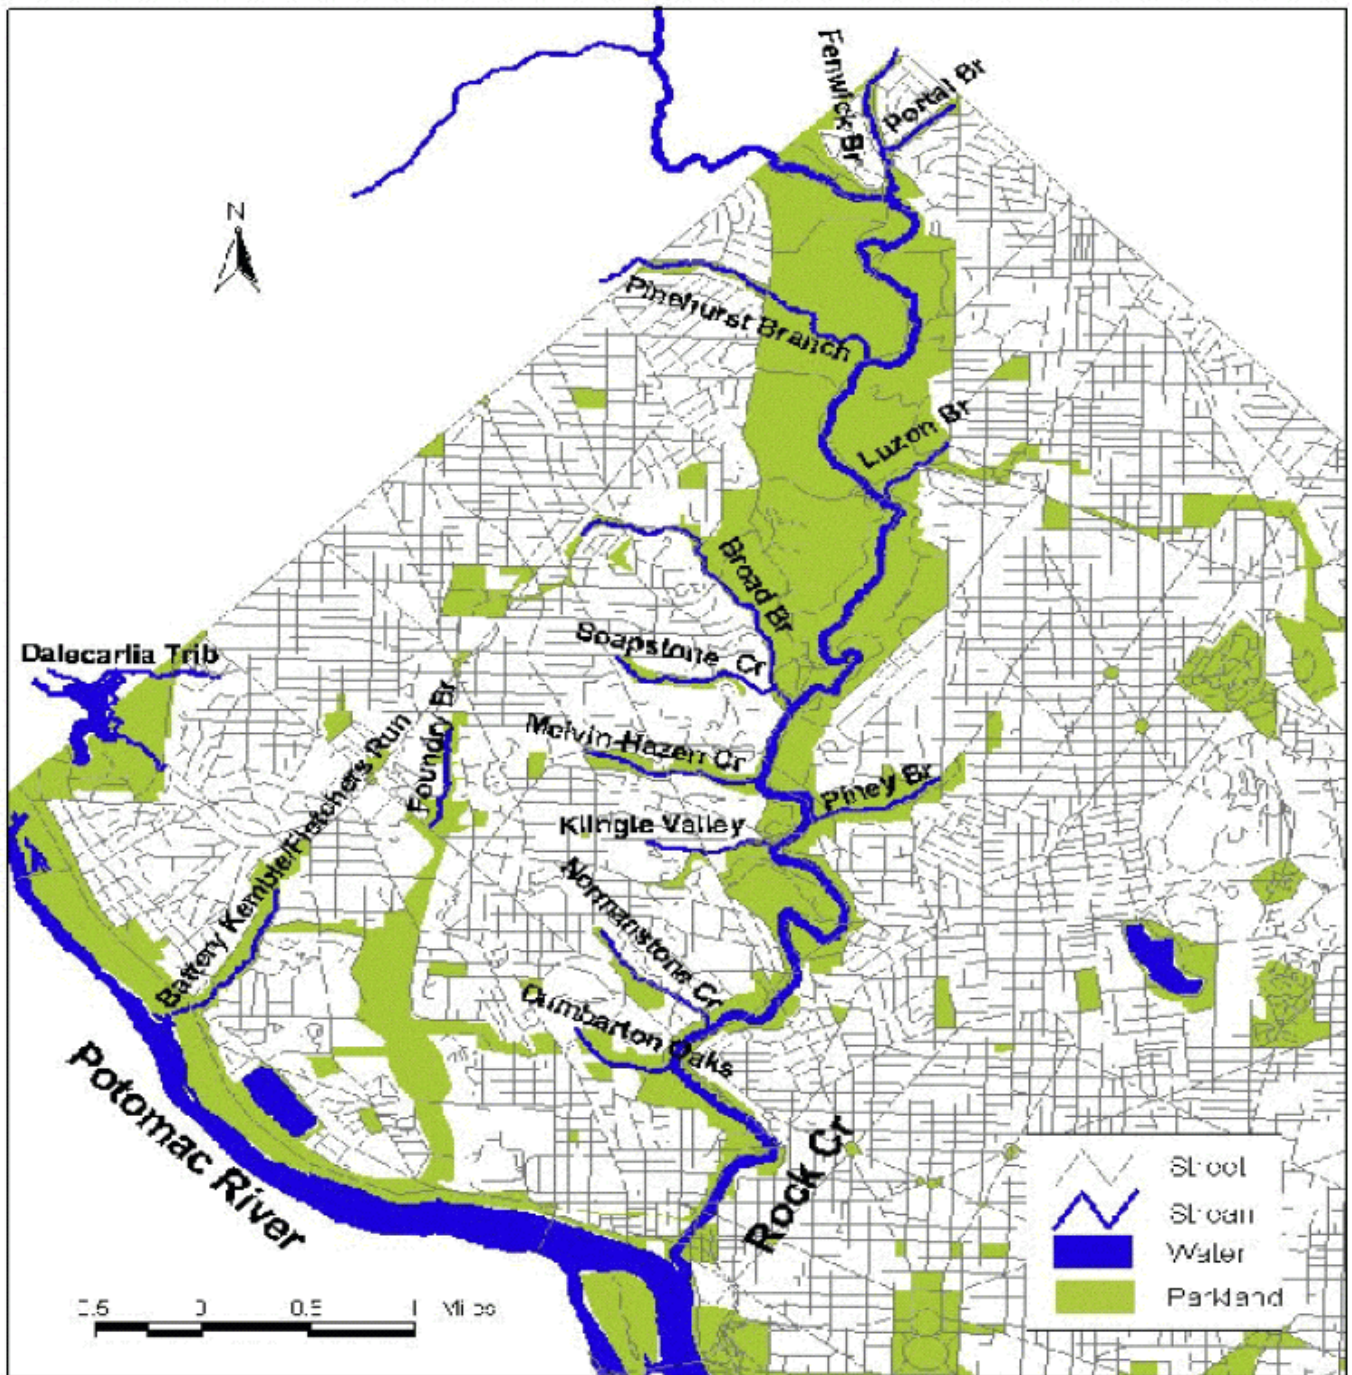 Fenwick Br
Portal Br
N
Pinehurst Branch
Luzon Br
Broad Br
Soapstone Cr
Dalecarlia Trib
Foundry Br
Melvin Hazen Cr
Battery Kemble/Fletchers Run
Piney Br
Klingle Valley
Normanstone Cr
Dumbarton Oaks
Potomac River
Rock Cr
Street
Stream
Water
Parkland
0.5 0 0.5 1 Miles